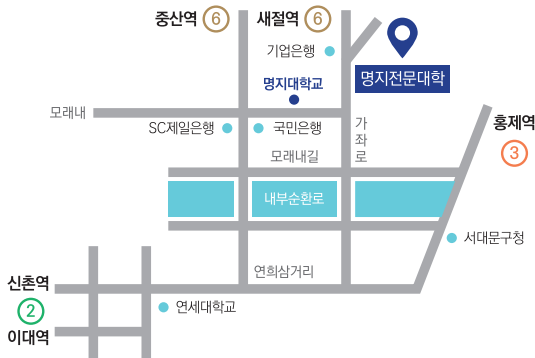 중산역 6
새절역 6
기업은행
명지전문대학
명지대학교
모래내
SC제일은행
국민은행
가좌로
홍제역
3
모래내길
내부순환로
서대문구청
연희삼거리
신촌역
2
이대역
연세대학교